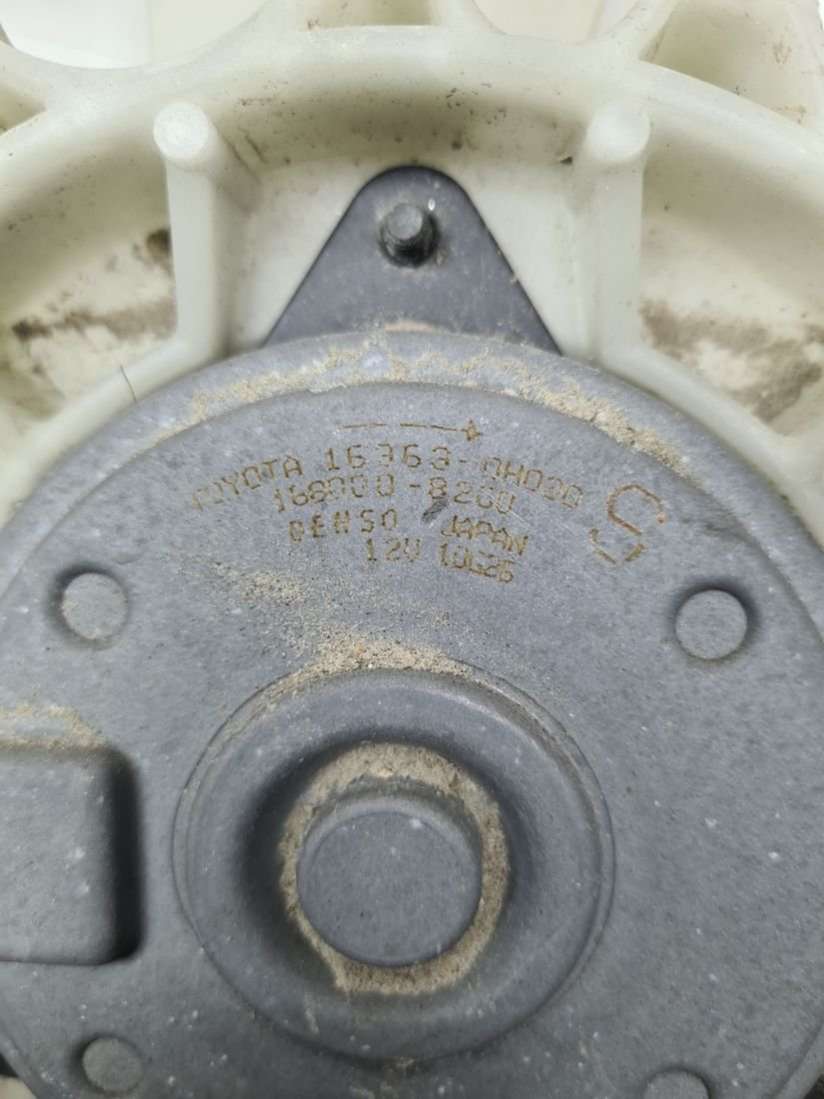 TOYOTA 16363-0H030 S
168000-8260
DENSO JAPAN
12V